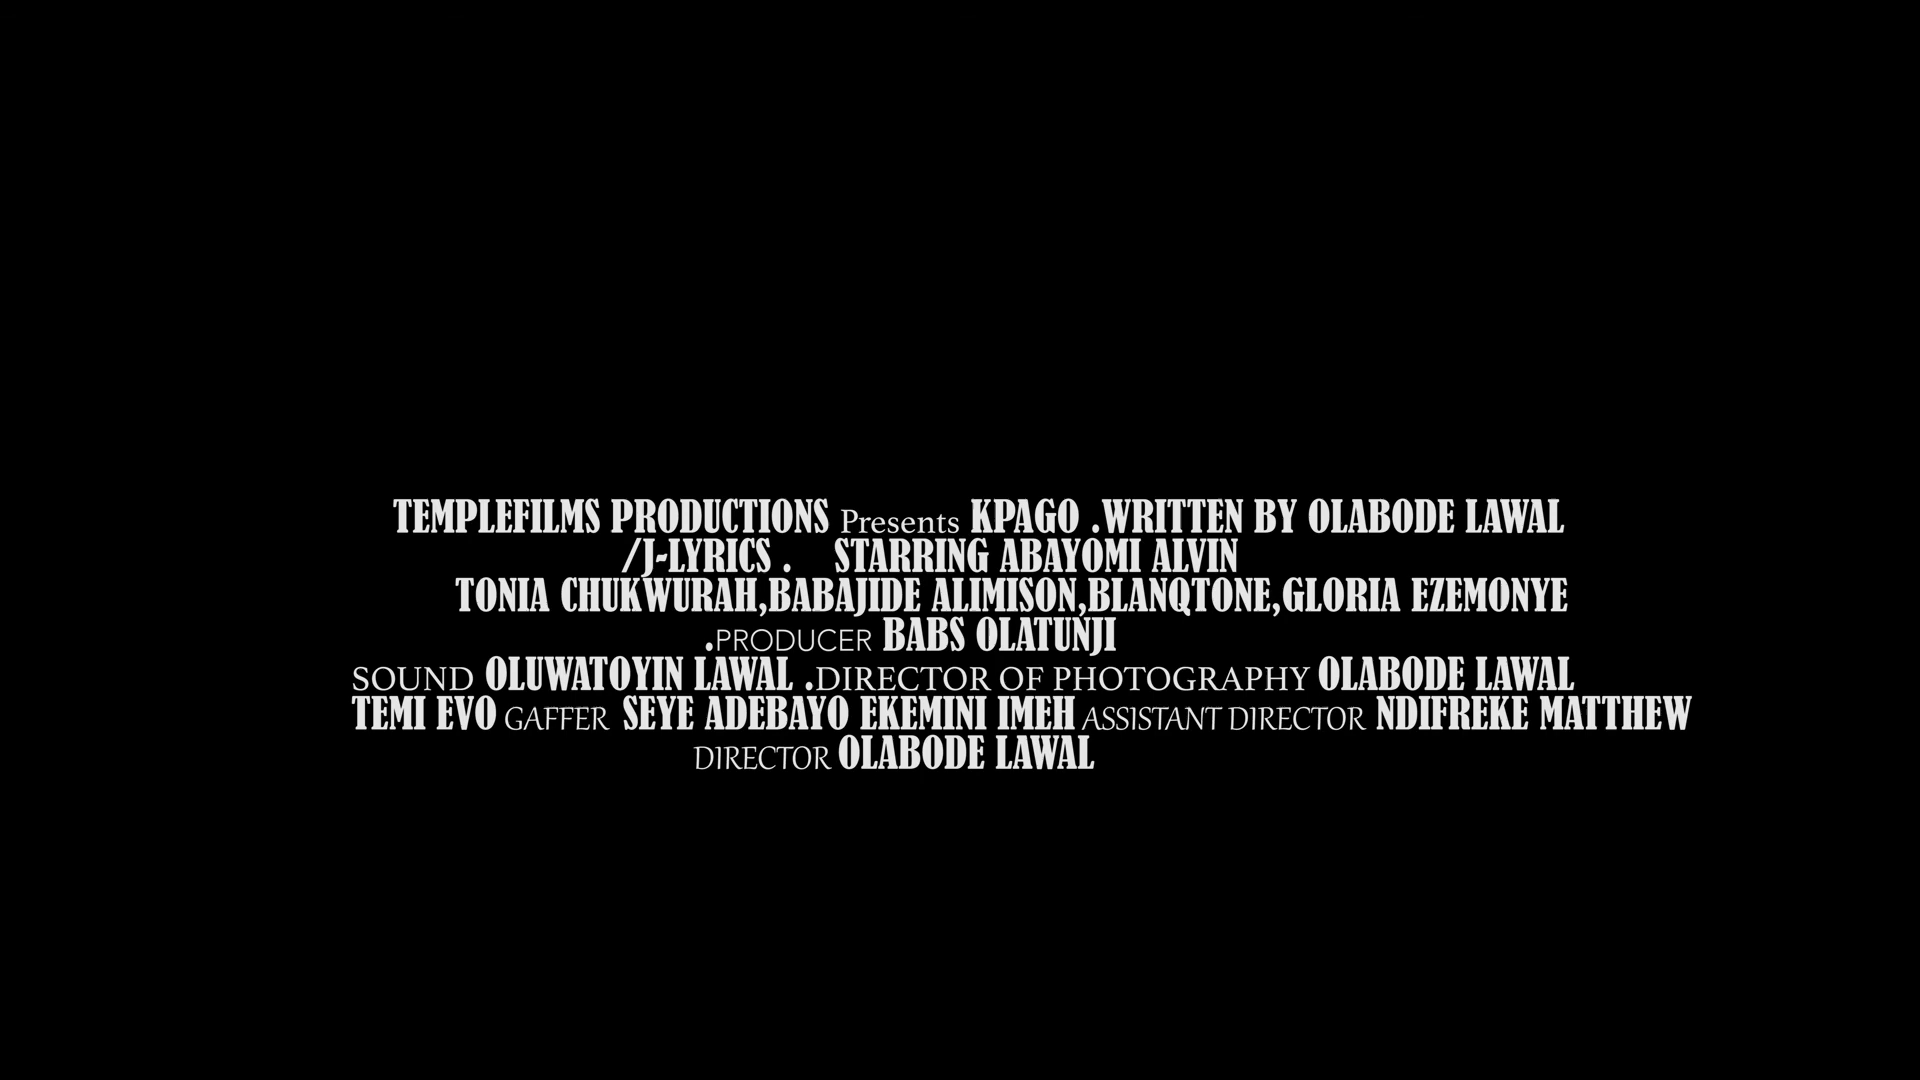 TEMPLEFILMS PRODUCTIONS Presents KPAGO .WRITTEN BY OLABODE LAWAL
/J-LYRICS . STARRING ABAYOMI ALVIN
TONIA CHUKWURAH,BABAJIDE ALIMISON,BLANQTONE,GLORIA EZEMONYE
.PRODUCER BABS OLATUNJI
SOUND OLUWATOYIN LAWAL .DIRECTOR OF PHOTOGRAPHY OLABODE LAWAL
TEMI EVO GAFFER SEYE ADEBAYO EKEMINI IMEH ASSISTANT DIRECTOR NDIFREKE MATTHEW
DIRECTOR OLABODE LAWAL